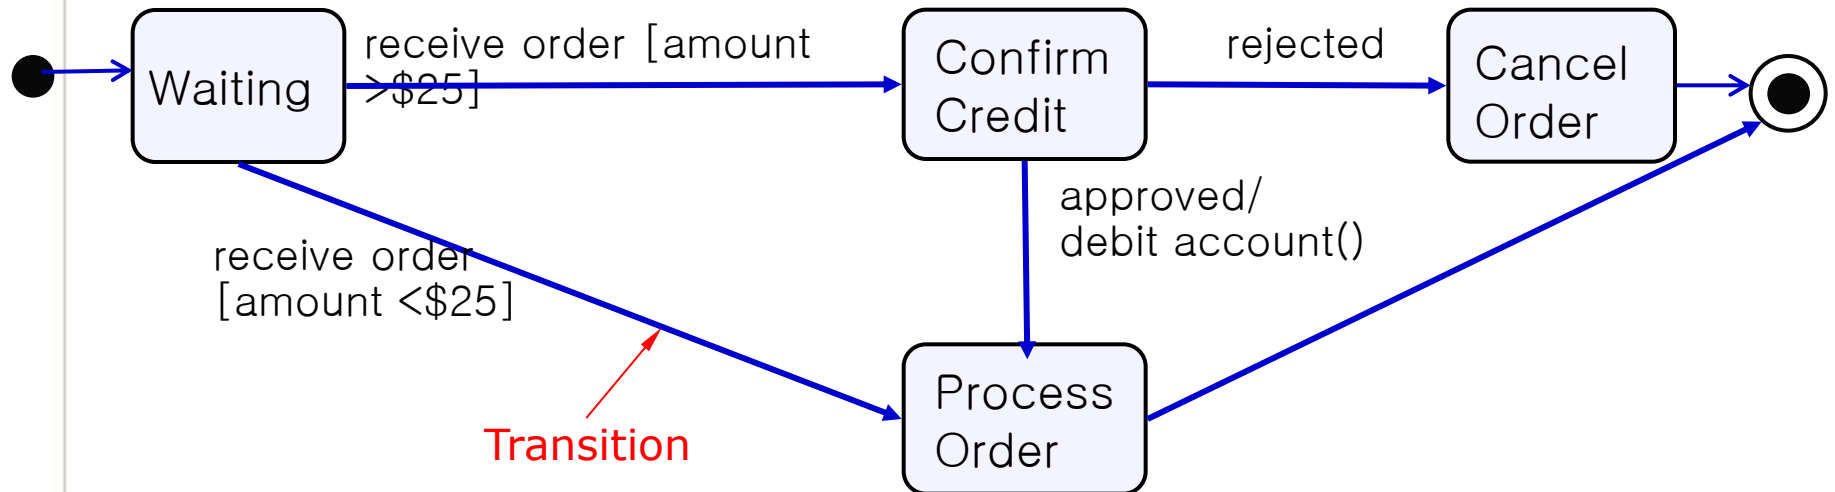 Waiting
receive order [amount
>$25]
Confirm
Credit
rejected
Cancel
Order
approved/
debit account()
receive order
[amount <$25]
Transition
Process
Order